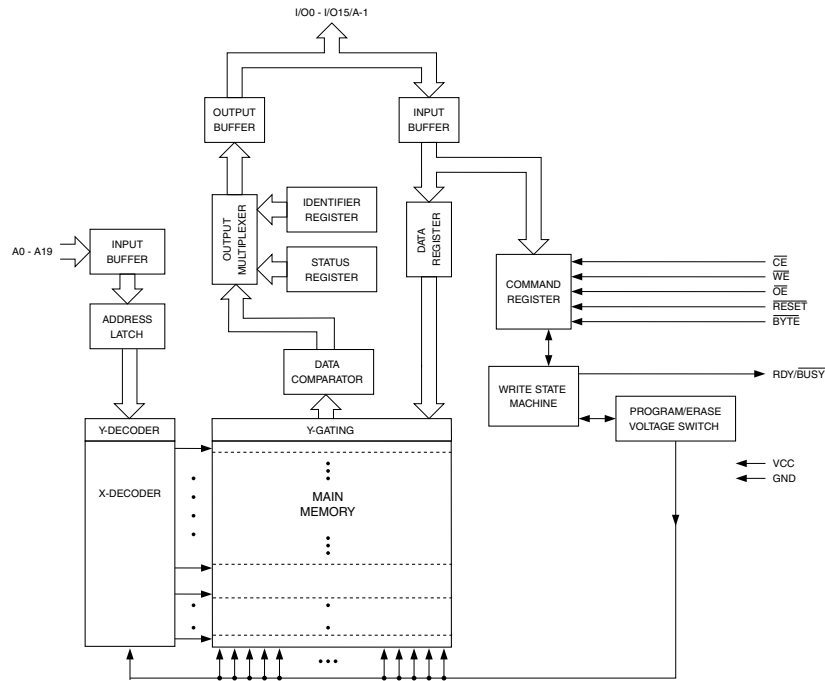 I/O0 - I/O15/A-1
OUTPUT
BUFFER
INPUT
BUFFER
IDENTIFIER
REGISTER
OUTPUT
MULTIPLEXER
DATA
REGISTER
A0 - A19
INPUT
BUFFER
STATUS
REGISTER
COMMAND
REGISTER
CE
WE
OE
RESET
BYTE
ADDRESS
LATCH
DATA
COMPARATOR
WRITE STATE
MACHINE
RDY/BUSY
PROGRAM/ERASE
VOLTAGE SWITCH
Y-DECODER
Y-GATING
VCC
GND
X-DECODER
MAIN
MEMORY